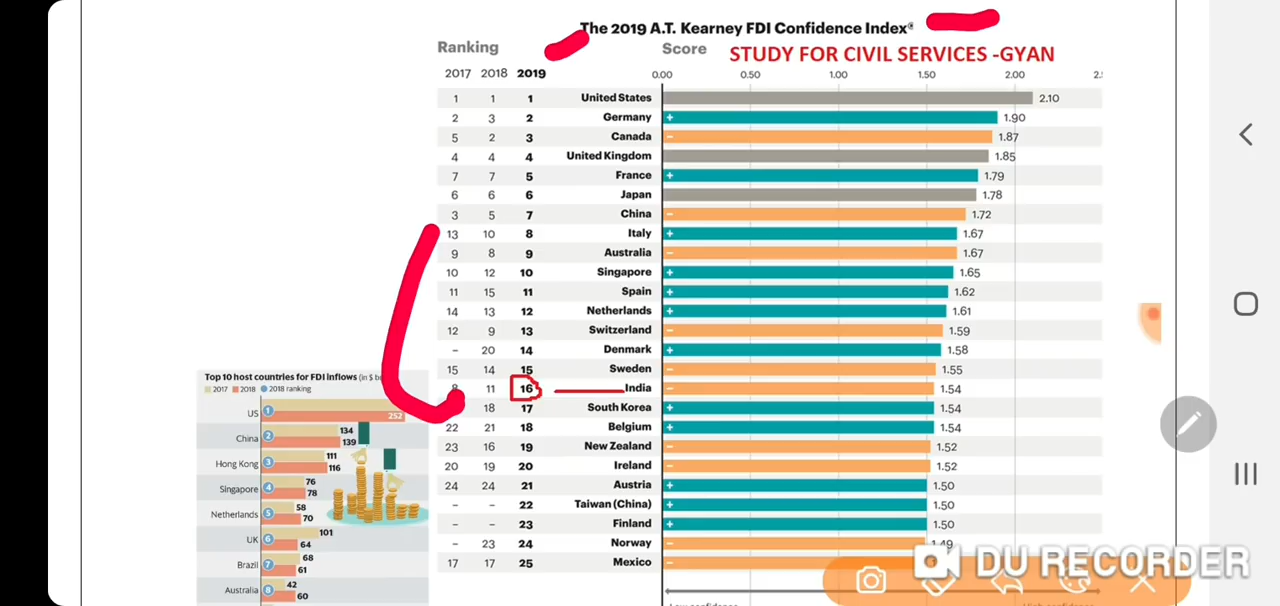 The 2019 A.T. Kearney FDI Confidence Index®
Ranking Score STUDY FOR CIVIL SERVICES -GYAN
2017 2018 2019 0.00 0.50 1.00 1.50 2.00
1 1 1 United States 2.10
2 3 2 Germany + 1.90
5 2 3 Canada – 1.87
4 4 4 United Kingdom 1.85
7 7 5 France + 1.79
6 6 6 Japan 1.78
3 5 7 China – 1.72
13 10 8 Italy + 1.67
9 8 9 Australia – 1.67
10 12 10 Singapore + 1.65
11 15 11 Spain + 1.62
14 13 12 Netherlands + 1.61
12 9 13 Switzerland – 1.59
– 20 14 Denmark + 1.58
15 14 15 Sweden – 1.55
8 11 16 India – 1.54
18 17 South Korea + 1.54
22 21 18 Belgium + 1.54
23 16 19 New Zealand – 1.52
20 19 20 Ireland – 1.52
24 24 21 Austria + 1.50
– – 22 Taiwan (China) + 1.50
– – 23 Finland + 1.50
– 23 24 Norway – 1.49
17 17 25 Mexico –
Top 10 host countries for FDI inflows (in $ b
2017 2018 2018 ranking
US 1 252
China 2 134 139
Hong Kong 3 111 116
Singapore 4 76 78
Netherlands 5 58 70
UK 6 101 64
Brazil 7 68 61
Australia 8 42 60
DU RECORDER